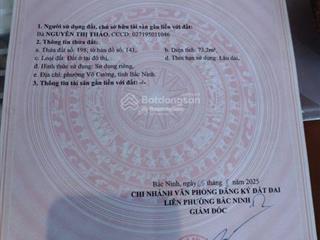 1. Người sử dụng đất, chủ sở hữu tài sản gắn liền với đất:
Bà NGUYỄN THỊ THẢO, CCCD: 027195011046
2. Thông tin thửa đất:
a. Thửa đất số: 198; tờ bản đồ số: 141; b. Diện tích: 73,2m²
c. Loại đất: Đất ở tại đô thị; d. Thời hạn sử dụng: Lâu dài;
đ. Hình thức sử dụng: Sử dụng riêng;
e. Địa chỉ: phường Võ Cường, tỉnh Bắc Ninh.
3. Thông tin tài sản gắn liền với đất: -/-
Batdongsan
by PropertyGuru
Bắc Ninh, ngày tháng năm 2025
CHI NHÁNH VĂN PHÒNG ĐĂNG KÝ ĐẤT ĐAI
LIÊN PHƯỜNG BẮC NINH
GIÁM ĐỐC